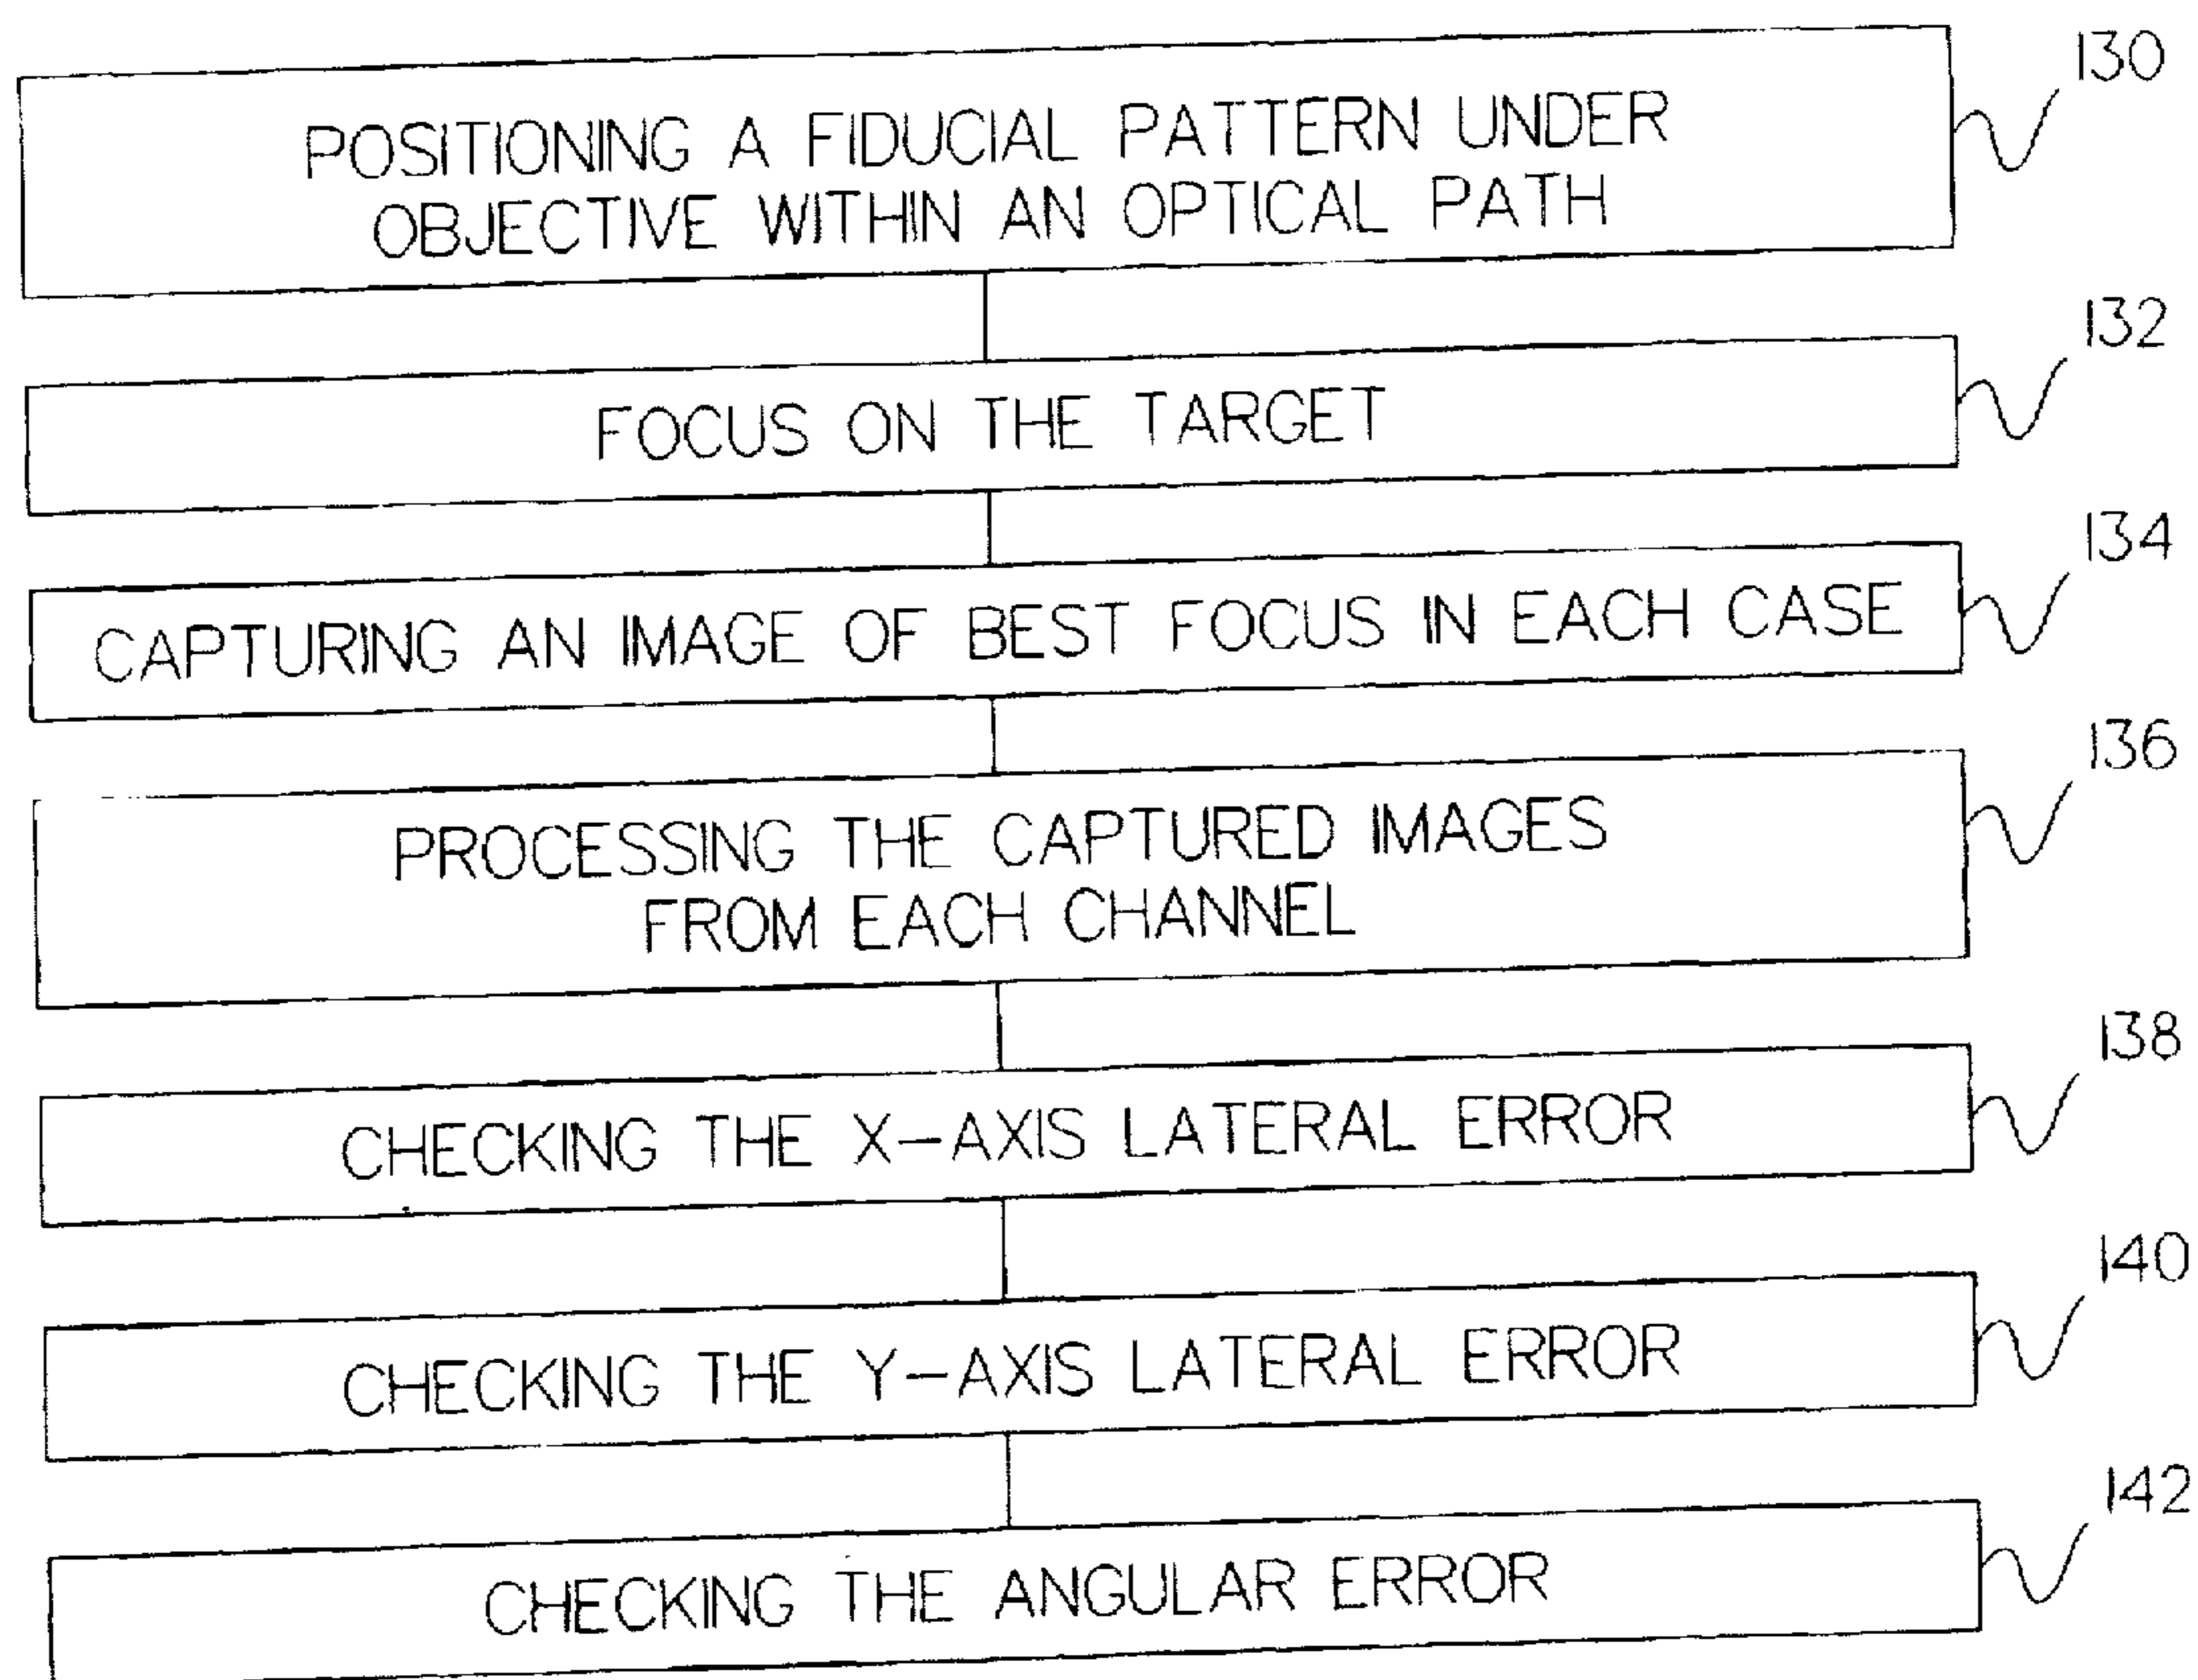 130
POSITIONING A FIDUCIAL PATTERN UNDER
OBJECTIVE WITHIN AN OPTICAL PATH
132
FOCUS ON THE TARGET
134
CAPTURING AN IMAGE OF BEST FOCUS IN EACH CASE
136
PROCESSING THE CAPTURED IMAGES
FROM EACH CHANNEL
138
CHECKING THE X-AXIS LATERAL ERROR
140
CHECKING THE Y-AXIS LATERAL ERROR
142
CHECKING THE ANGULAR ERROR